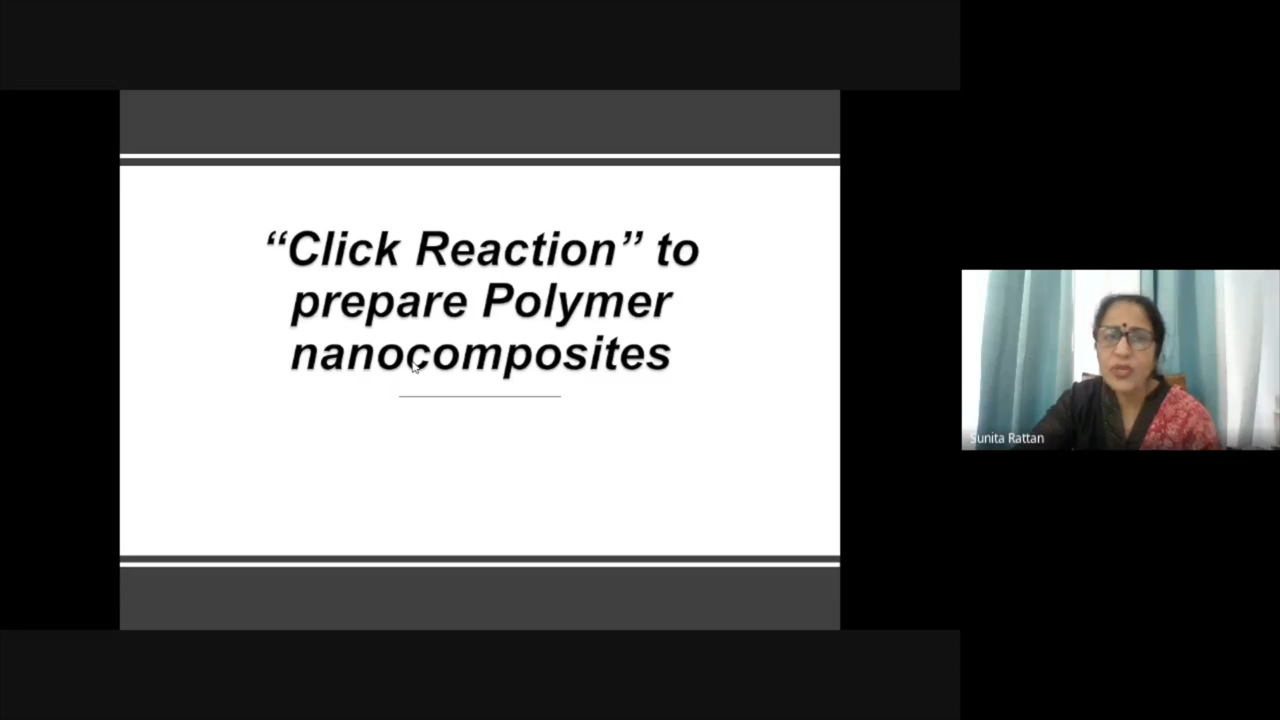 “Click Reaction” to
prepare Polymer
nanocomposites
Sunita Rattan